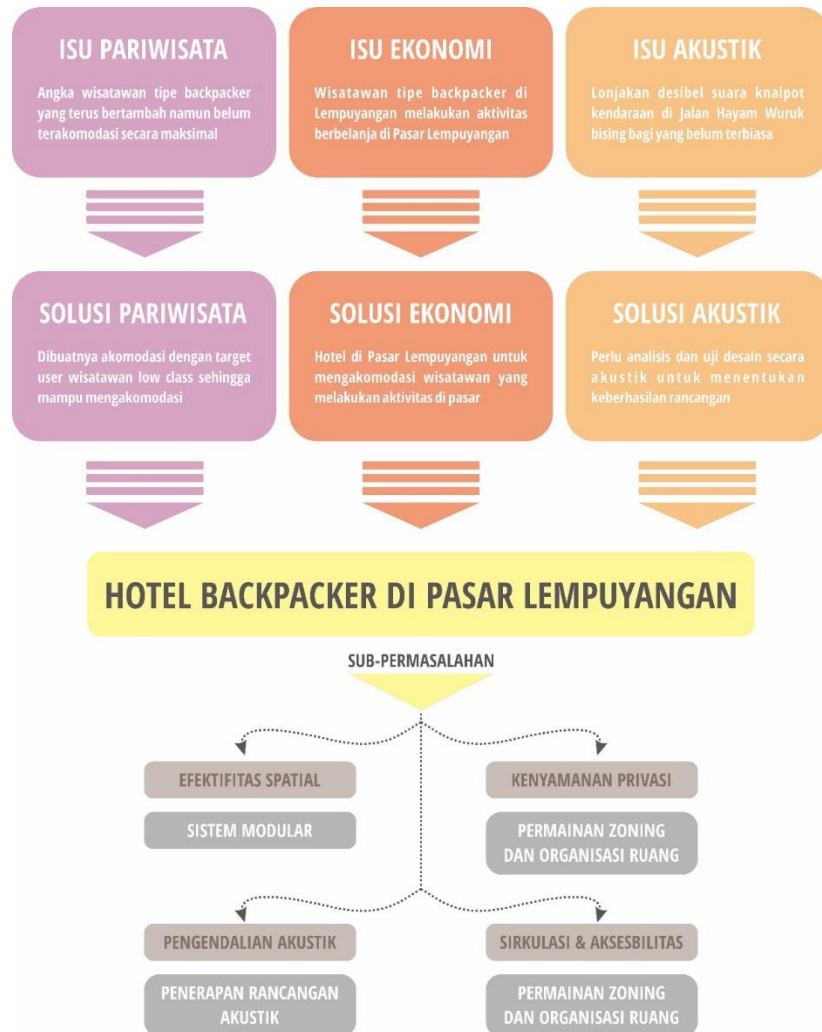 ISU PARIWISATA
Angka wisatawan tipe backpacker
yang terus bertambah namun belum
terakomodasi secara maksimal
ISU EKONOMI
Wisatawan tipe backpacker di
Lempuyangan melakukan aktivitas
berbelanja di Pasar Lempuyangan
ISU AKUSTIK
Lonjakan desibel suara knalpot
kendaraan di Jalan Hayam Wuruk
bising bagi yang belum terbiasa
SOLUSI PARIWISATA
Dibuatnya akomodasi dengan target
user wisatawan low class sehingga
mampu mengakomodasi
SOLUSI EKONOMI
Hotel di Pasar Lempuyangan untuk
mengakomodasi wisatawan yang
melakukan aktivitas di pasar
SOLUSI AKUSTIK
Perlu analisis dan uji desain secara
akustik untuk menentukan
keberhasilan rancangan
HOTEL BACKPACKER DI PASAR LEMPUYANGAN
SUB-PERMASALAHAN
EFEKTIFITAS SPATIAL
SISTEM MODULAR
KENYAMANAN PRIVASI
PERMAINAN ZONING
DAN ORGANISASI RUANG
PENGENDALIAN AKUSTIK
PENERAPAN RANCANGAN
AKUSTIK
SIRKULASI & AKSESBILITAS
PERMAINAN ZONING
DAN ORGANISASI RUANG